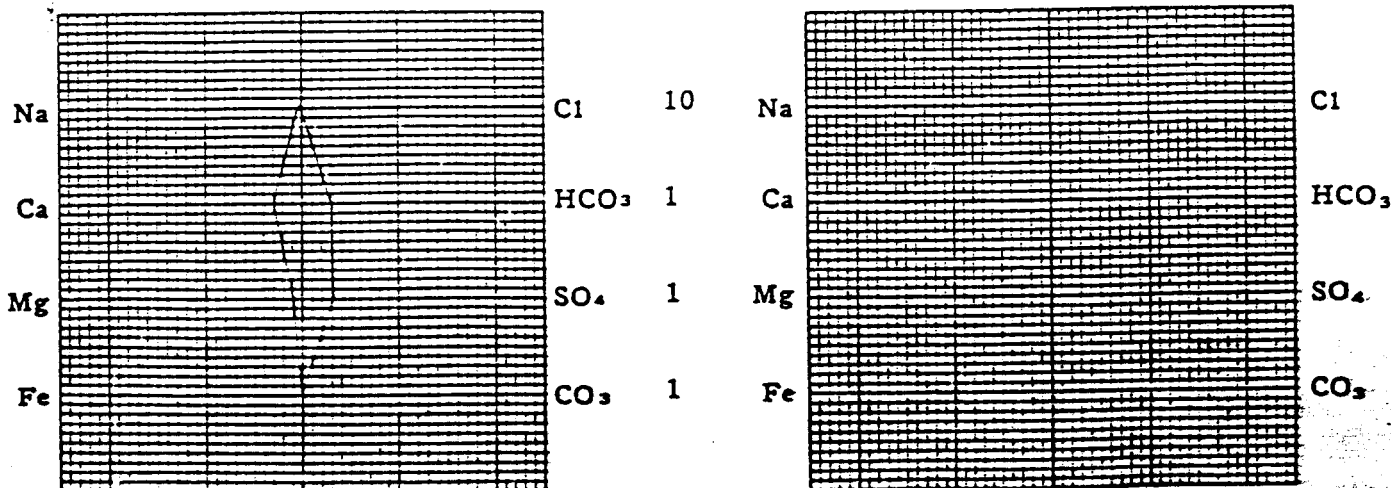 Na Cl 10 Na Cl
Ca HCO₃ 1 Ca HCO₃
Mg SO₄ 1 Mg SO₄
Fe CO₃ 1 Fe CO₃